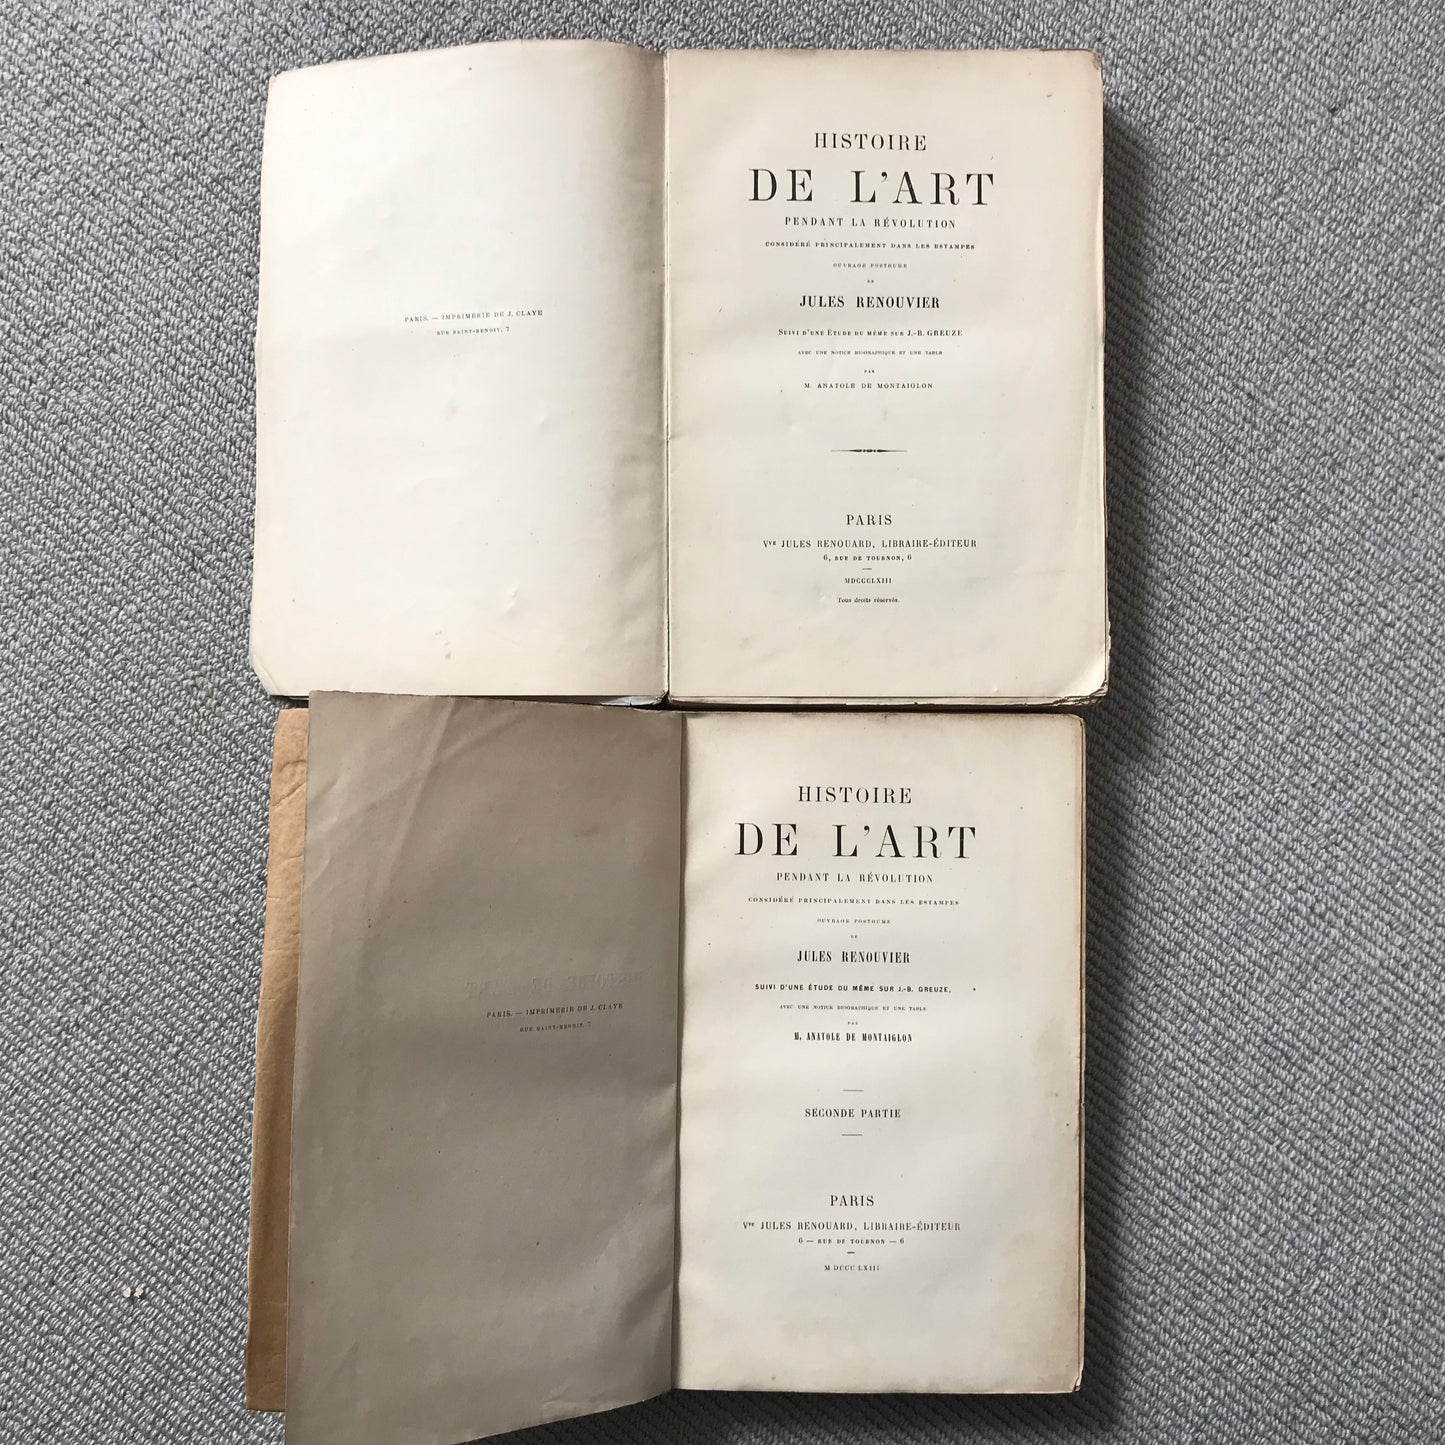 PARIS. — IMPRIMERIE DE J. CLAYE
RUE SAINT-BENOIT, 7
HISTOIRE
DE L'ART
PENDANT LA RÉVOLUTION
CONSIDÉRÉ PRINCIPALEMENT DANS LES ESTAMPES
OUVRAGE POSTHUME
DE
JULES RENOUVIER
SUIVI D'UNE ÉTUDE DU MÊME SUR J.-B. GREUZE
AVEC UNE NOTICE BIOGRAPHIQUE ET UNE TABLE
PAR
M. ANATOLE DE MONTAIGLON
PARIS
Vve JULES RENOUARD, LIBRAIRE-ÉDITEUR
6, RUE DE TOURNON, 6
MDCCCLXIII
Tous droits réservés.
PARIS. — IMPRIMERIE DE J. CLAYE
RUE SAINT-BENOIT, 7
HISTOIRE
DE L'ART
PENDANT LA RÉVOLUTION
CONSIDÉRÉ PRINCIPALEMENT DANS LES ESTAMPES
OUVRAGE POSTHUME
DE
JULES RENOUVIER
SUIVI D'UNE ÉTUDE DU MÊME SUR J.-B. GREUZE,
AVEC UNE NOTICE BIOGRAPHIQUE ET UNE TABLE
PAR
M. ANATOLE DE MONTAIGLON
SECONDE PARTIE
PARIS
Vve JULES RENOUARD, LIBRAIRE-ÉDITEUR
6 — RUE DE TOURNON — 6
M DCCC LXIII